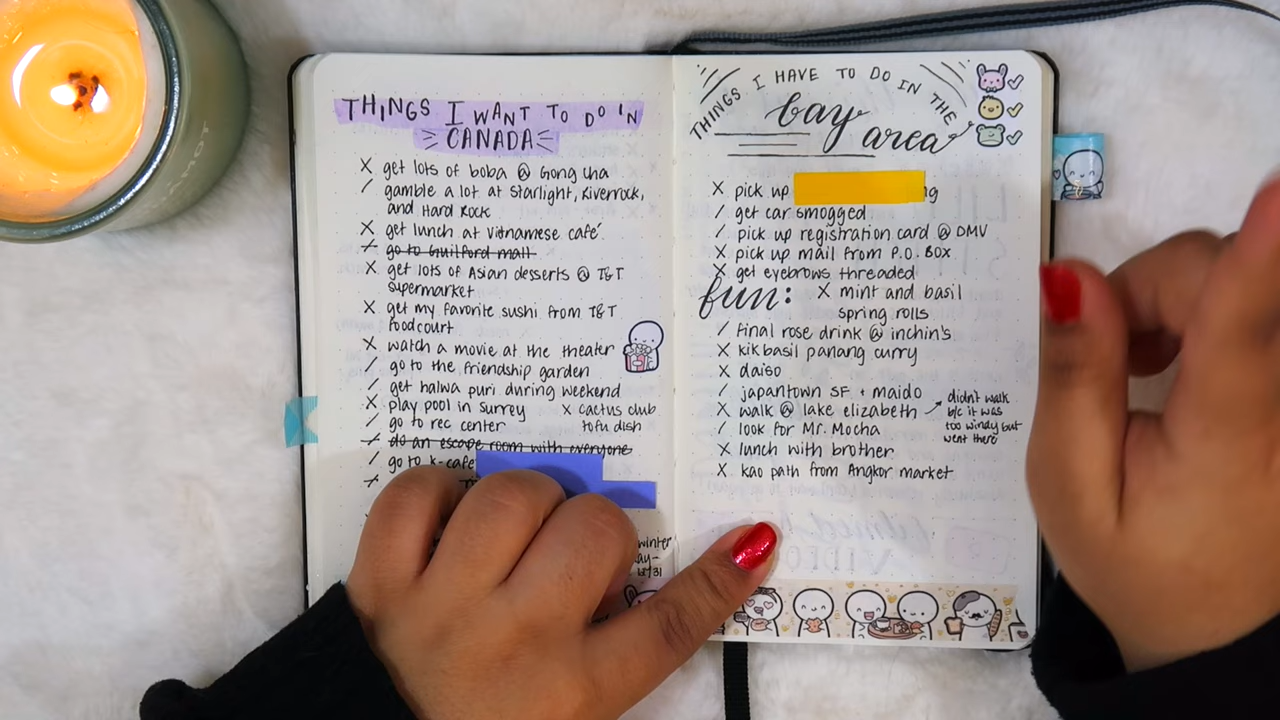 THINGS I WANT TO DO IN
CANADA
X get lots of boba @ Gong cha
/ gamble a lot at Starlight, Riverrock,
and Hard Rock
X get lunch at Vitnamese café
/ go to Guilford mall
X get lots of Asian desserts @ T&T
supermarket
X get my favorite sushi from T&T
foodcourt
X watch a movie at the theater
/ go to the friendship garden
/ get halwa puri during weekend
X play pool in Surrey
X cactus club
tofu dish
/ go to rec center
/ do an escape room with everyone
/ go to k-cafe
/
winter
THINGS I HAVE TO DO IN THE
bay
area
X pick up
/ get car smogged
/ pick up registration card @ DMV
X pick up mail from P.O. BOX
X get eyebrows threaded
fun:
X mint and basil
spring rolls
/ final rose drink @ inchin's
X kik basil panang curry
X daiso
/ japantown SF + maido
X walk @ lake elizabeth
didn't walk
b/c it was
too windy but
went there
/ look for Mr. Mocha
X lunch with brother
X kao path from Angkor market